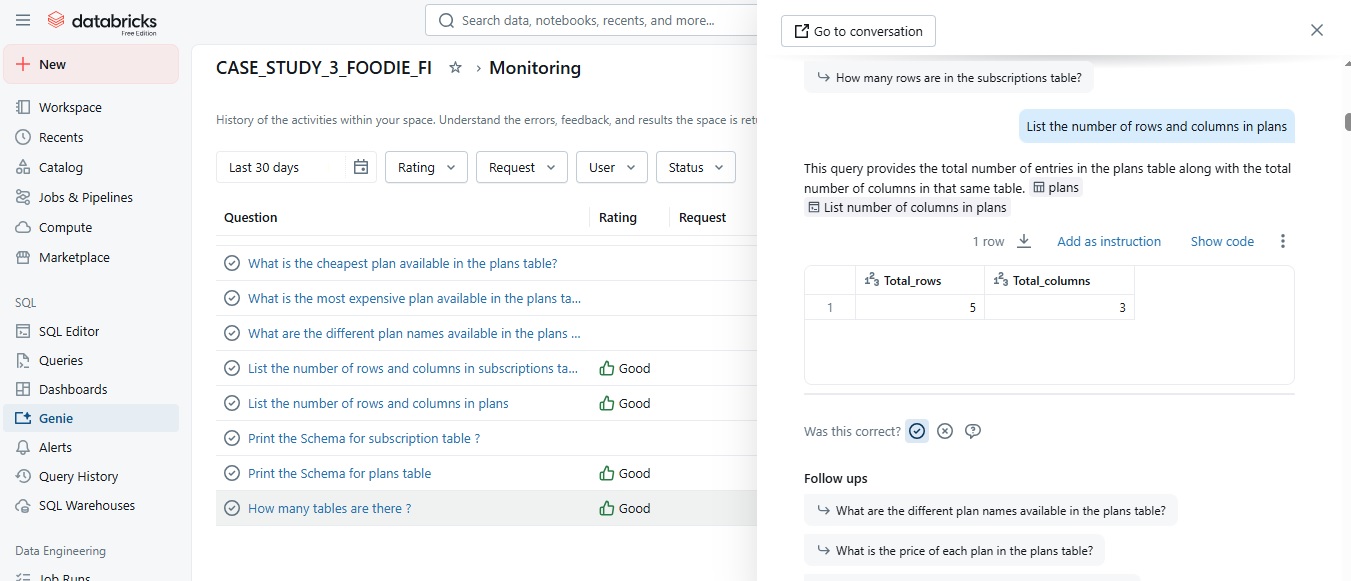 databricks
Free Edition
Search data, notebooks, recents, and more...
New
Workspace
Recents
Catalog
Jobs & Pipelines
Compute
Marketplace
SQL
SQL Editor
Queries
Dashboards
Genie
Alerts
Query History
SQL Warehouses
Data Engineering
Job Runs
CASE_STUDY_3_FOODIE_FI ☆ › Monitoring
History of the activities within your space. Understand the errors, feedback, and results the space is retu
Last 30 days
Rating
Request
User
Status
Question Rating Request
What is the cheapest plan available in the plans table?
What is the most expensive plan available in the plans ta...
What are the different plan names available in the plans ...
List the number of rows and columns in subscriptions ta... Good
List the number of rows and columns in plans Good
Print the Schema for subscription table ?
Print the Schema for plans table Good
How many tables are there ? Good
Go to conversation
How many rows are in the subscriptions table?
List the number of rows and columns in plans
This query provides the total number of entries in the plans table along with the total
number of columns in that same table. plans
List number of columns in plans
1 row Add as instruction Show code
Total_rows Total_columns
1 5 3
Was this correct?
Follow ups
What are the different plan names available in the plans table?
What is the price of each plan in the plans table?